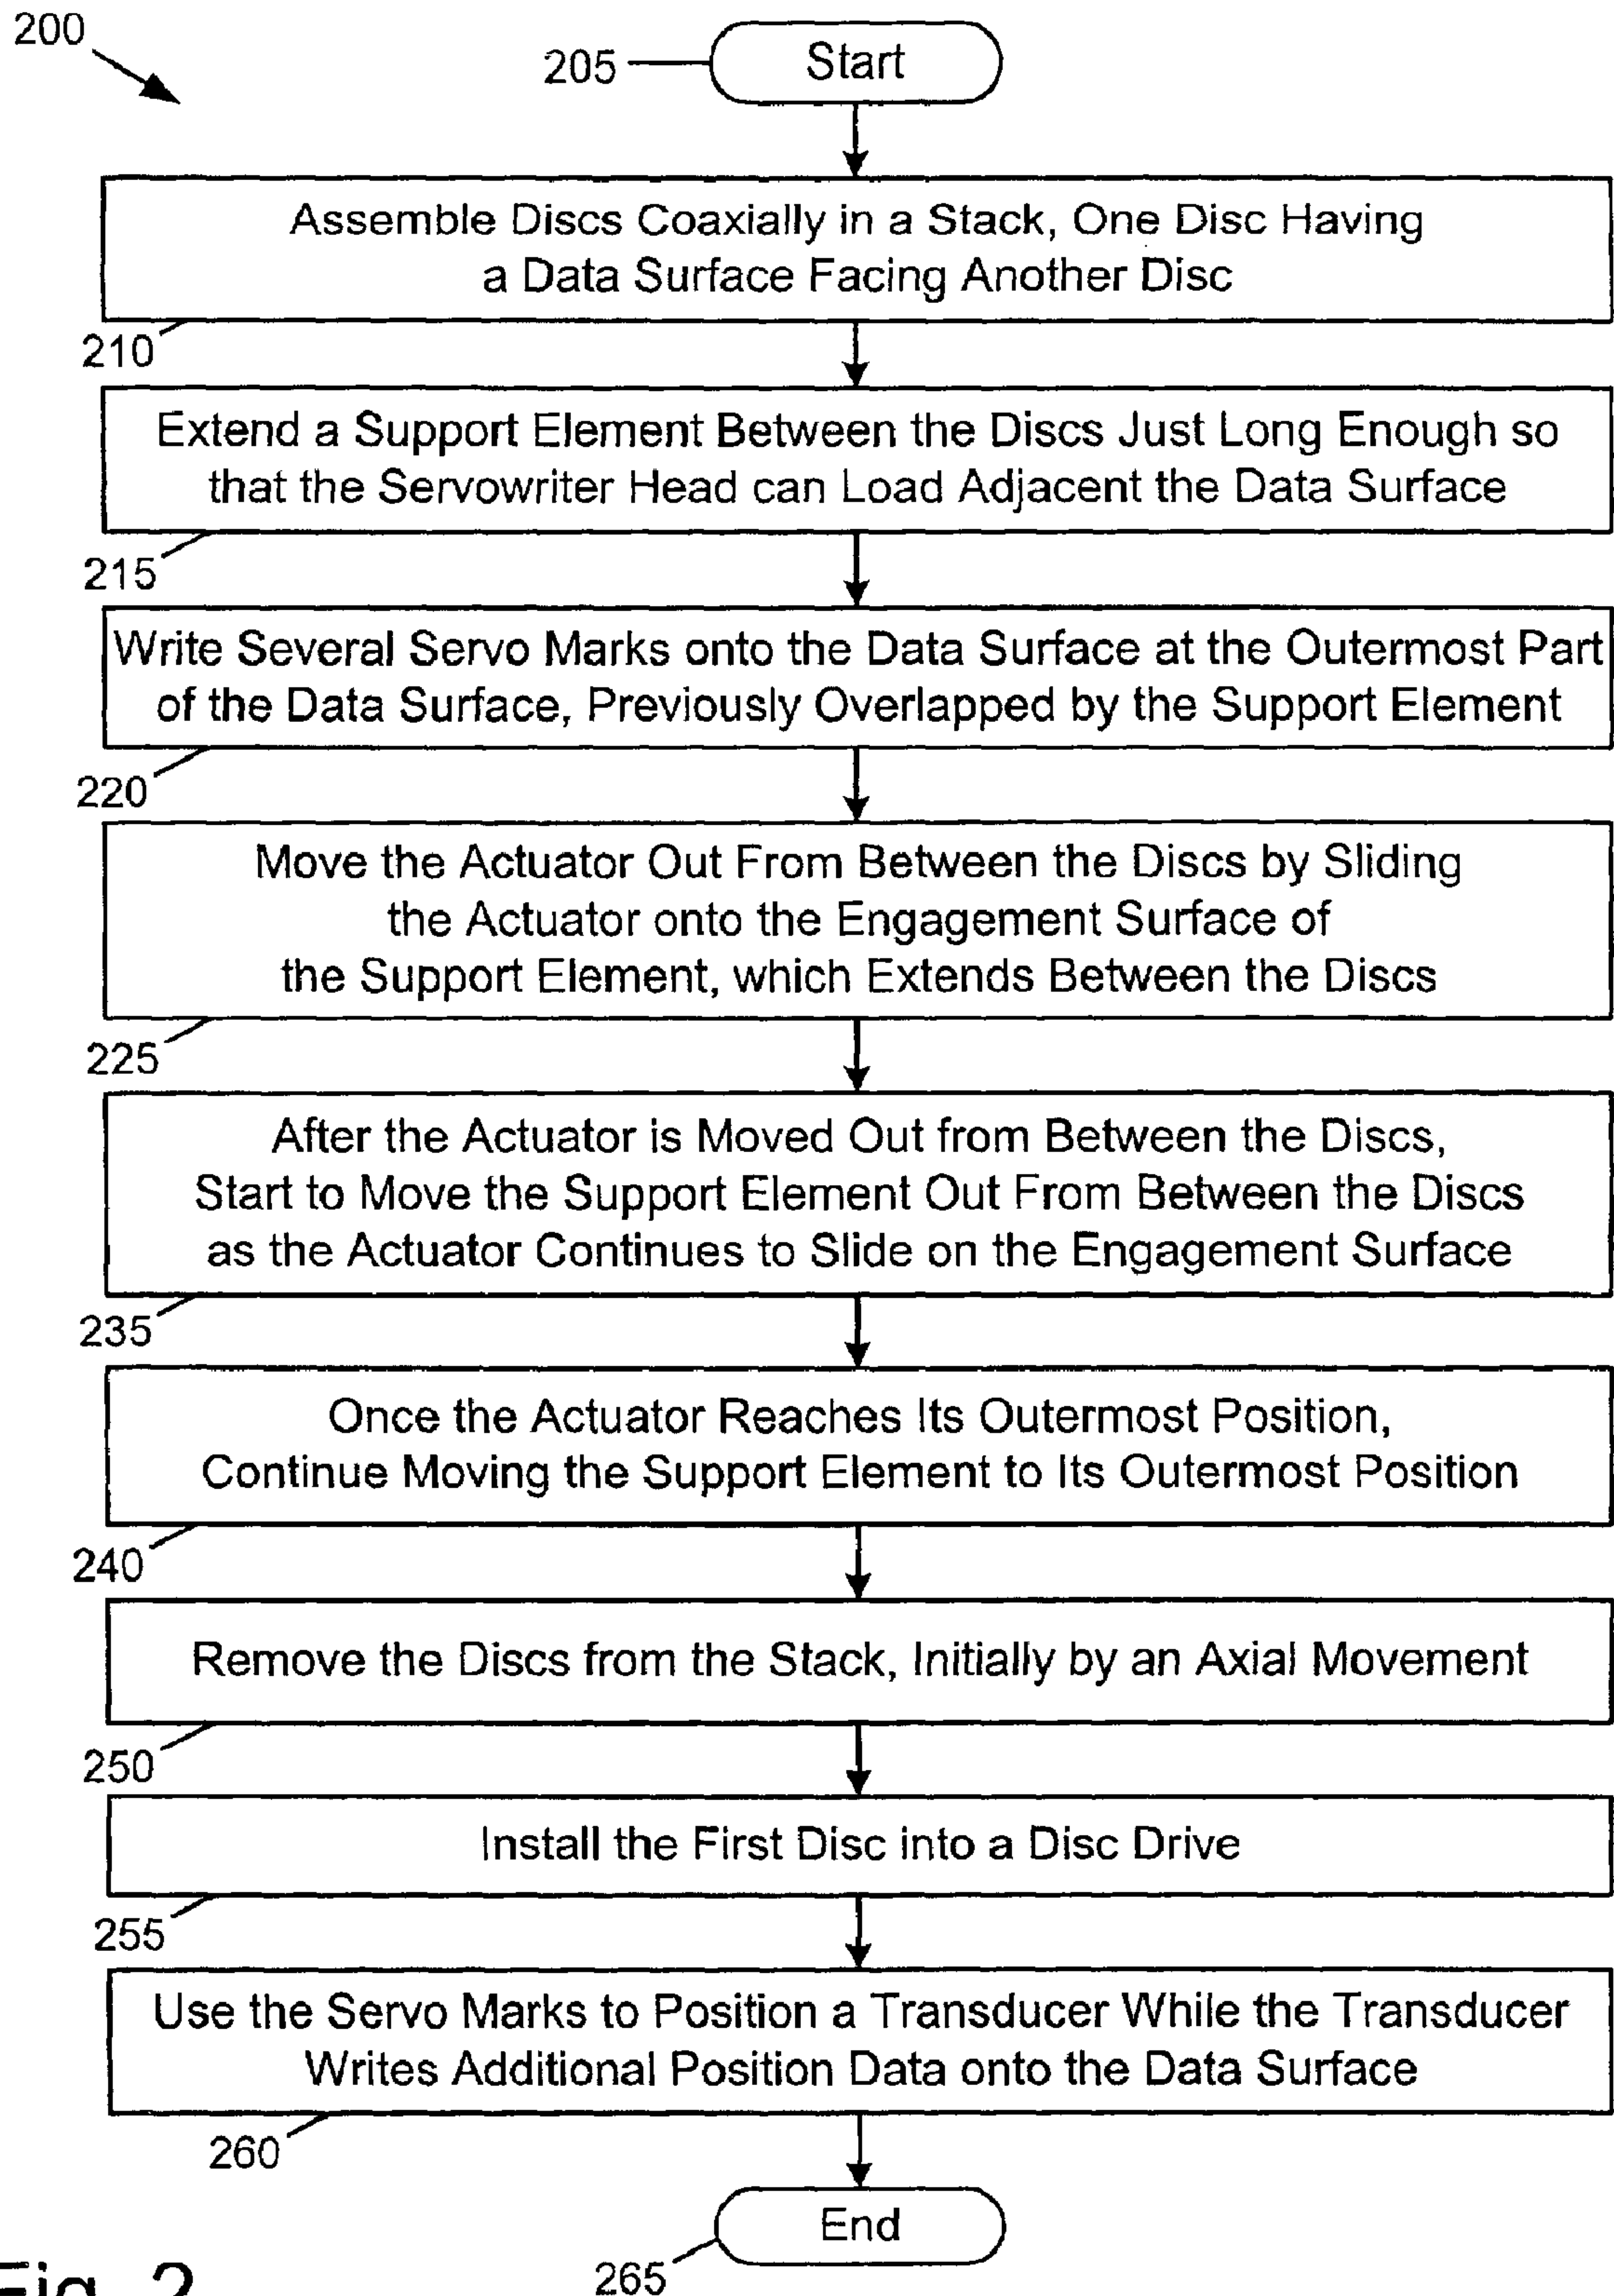 200
205
Start
Assemble Discs Coaxially in a Stack, One Disc Having
a Data Surface Facing Another Disc
210
Extend a Support Element Between the Discs Just Long Enough so
that the Servowriter Head can Load Adjacent the Data Surface
215
Write Several Servo Marks onto the Data Surface at the Outermost Part
of the Data Surface, Previously Overlapped by the Support Element
220
Move the Actuator Out From Between the Discs by Sliding
the Actuator onto the Engagement Surface of
the Support Element, which Extends Between the Discs
225
After the Actuator is Moved Out from Between the Discs,
Start to Move the Support Element Out From Between the Discs
as the Actuator Continues to Slide on the Engagement Surface
235
Once the Actuator Reaches Its Outermost Position,
Continue Moving the Support Element to Its Outermost Position
240
Remove the Discs from the Stack, Initially by an Axial Movement
250
Install the First Disc into a Disc Drive
255
Use the Servo Marks to Position a Transducer While the Transducer
Writes Additional Position Data onto the Data Surface
260
End
265
Fig. 2